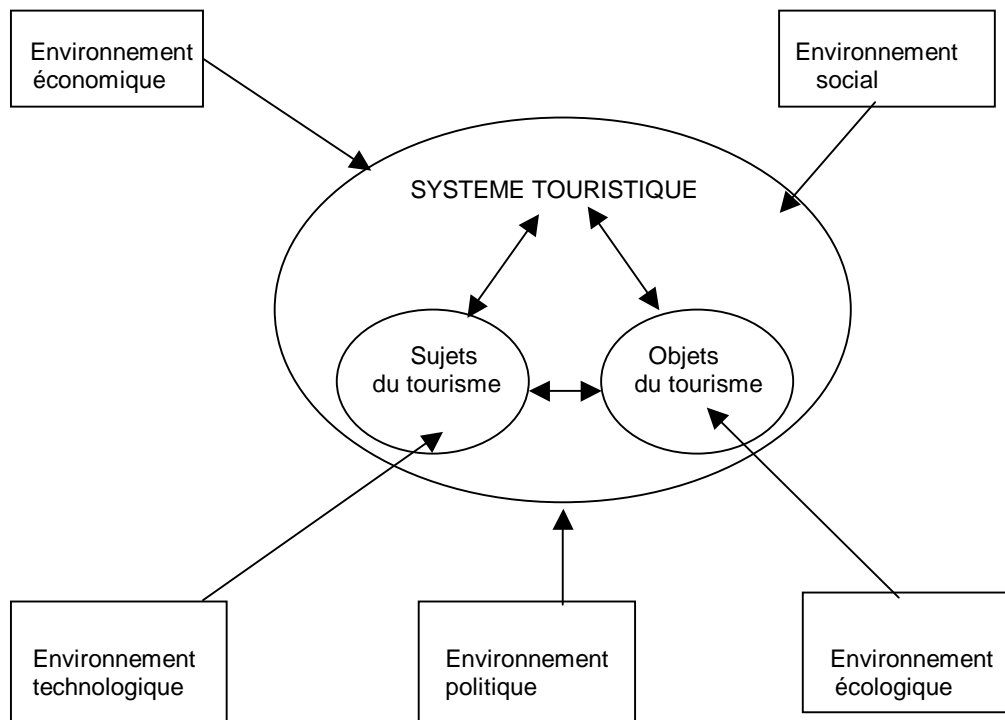 Environnement
économique
Environnement
social
SYSTEME TOURISTIQUE
Sujets
du tourisme
Objets
du tourisme
Environnement
technologique
Environnement
politique
Environnement
écologique